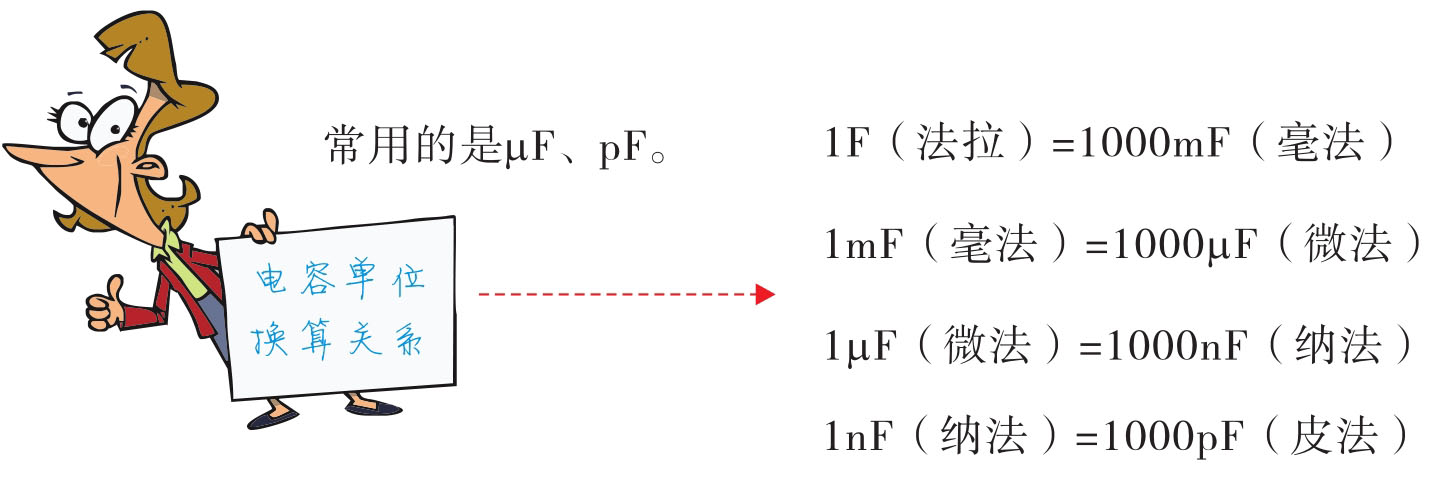 常用的是μF、pF。
电容单位
换算关系
1F（法拉）=1000mF（毫法）
1mF（毫法）=1000μF（微法）
1μF（微法）=1000nF（纳法）
1nF（纳法）=1000pF（皮法）